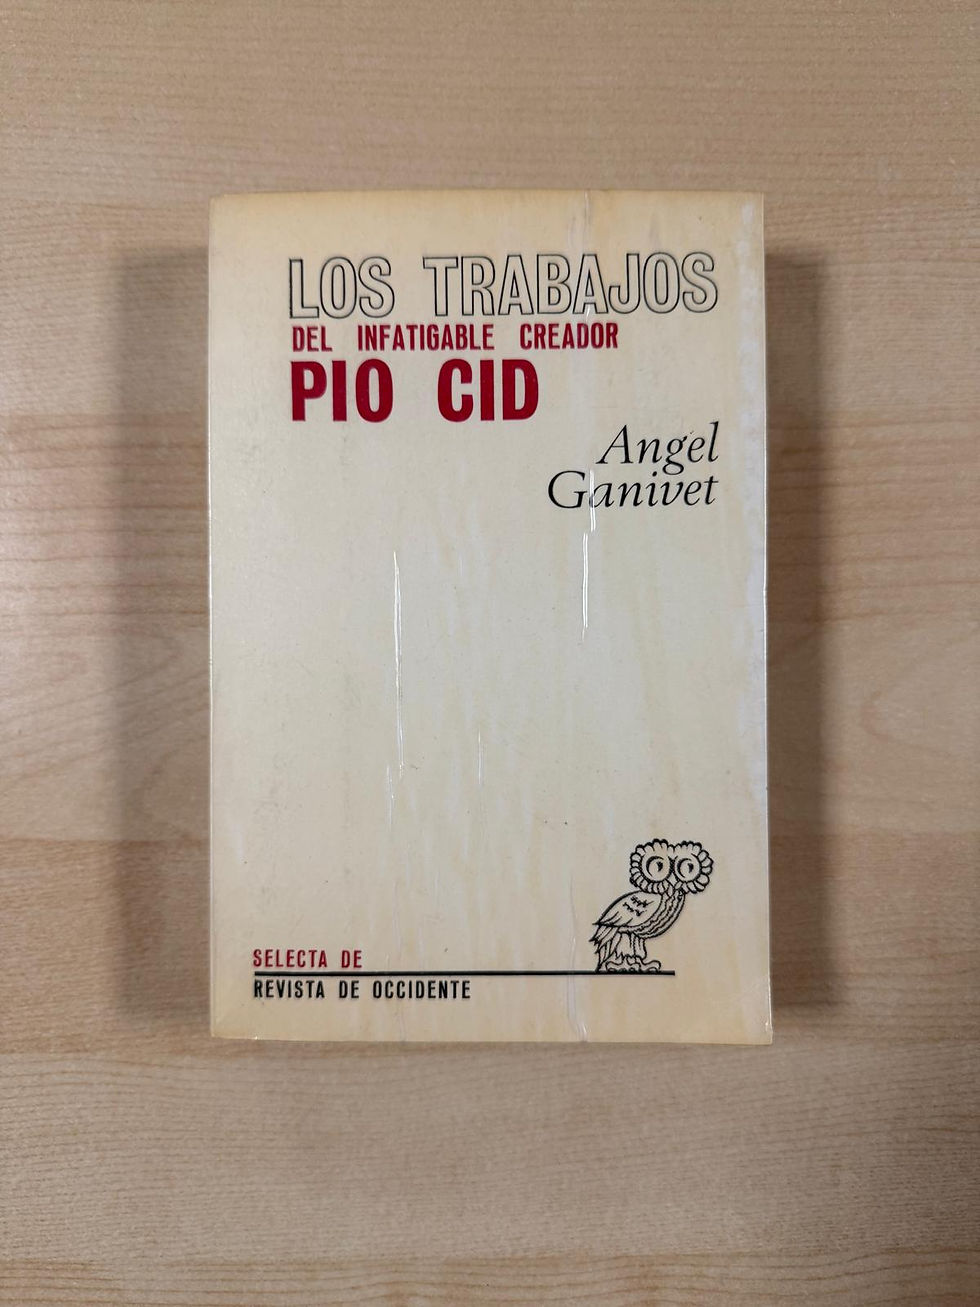 LOS TRABAJOS
DEL INFATIGABLE CREADOR
PIO CID
Angel
Ganivet
SELECTA DE
REVISTA DE OCCIDENTE